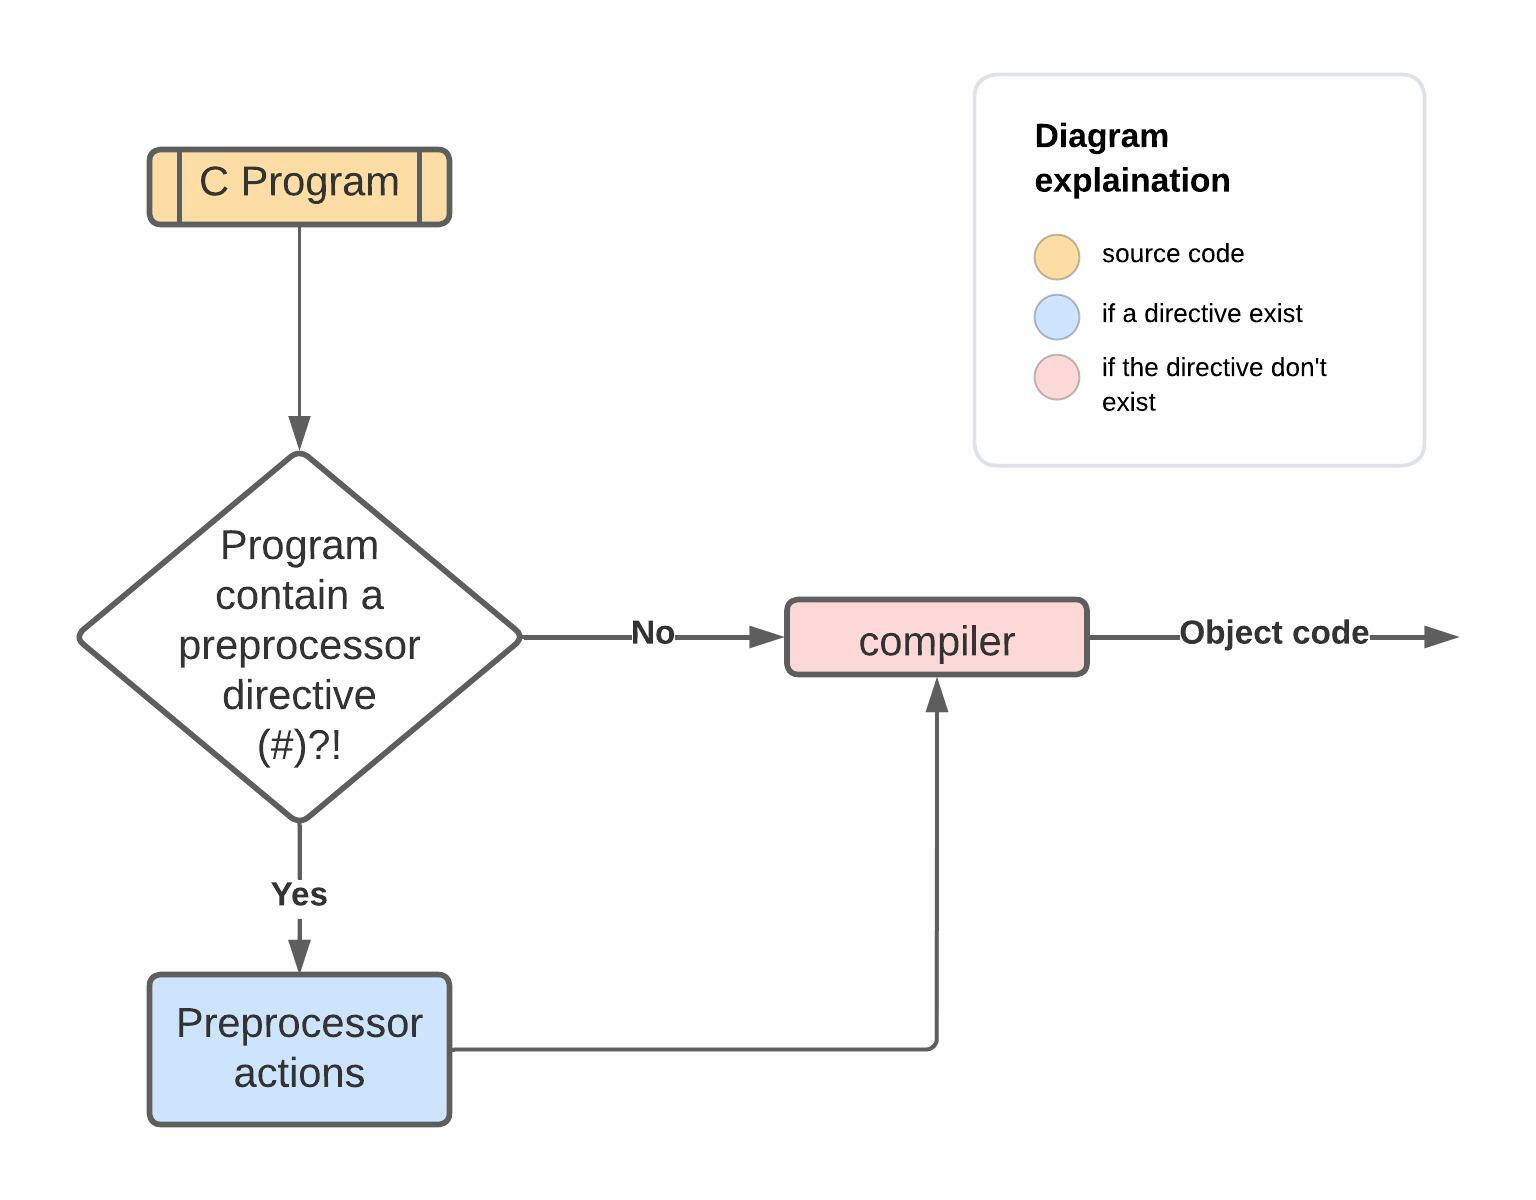 C Program
Diagram
explaination
source code
if a directive exist
if the directive don't
exist
Program
contain a
preprocessor
directive
(#)?!
No
compiler
Object code
Yes
Preprocessor
actions